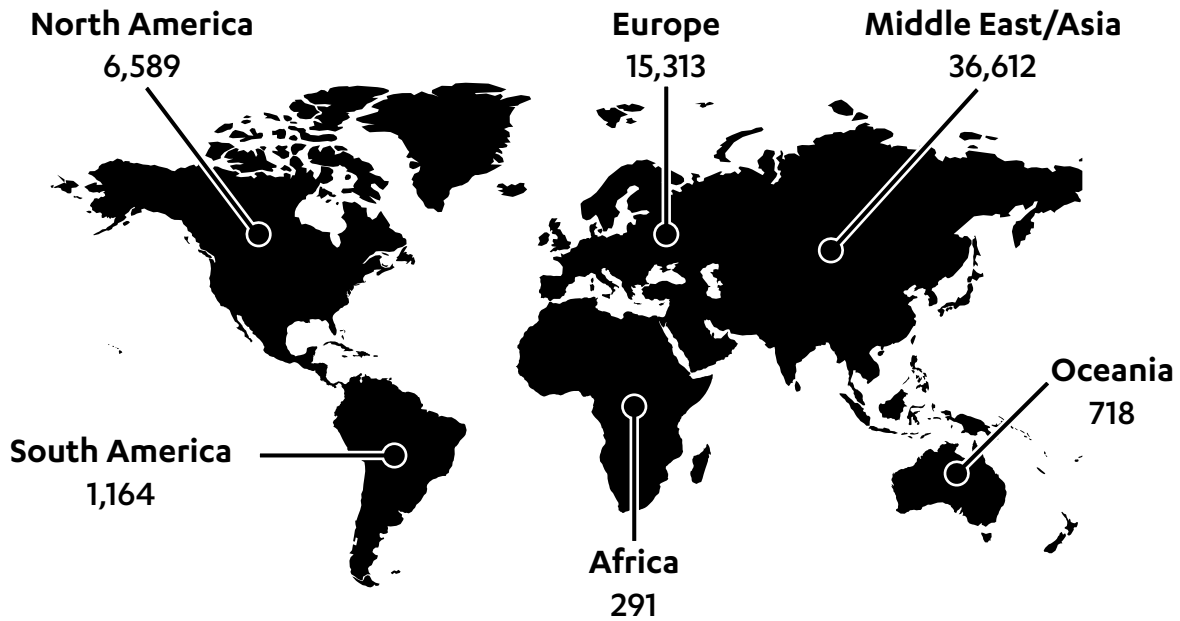 North America
6,589
Europe
15,313
Middle East/Asia
36,612
Oceania
718
South America
1,164
Africa
291